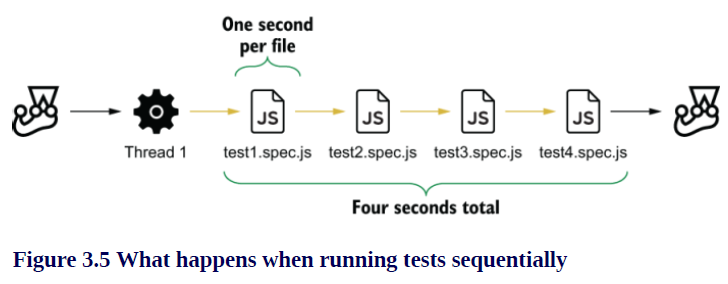 One second
per file
JS
JS
JS
JS
Thread 1
test1.spec.js
test2.spec.js
test3.spec.js
test4.spec.js
Four seconds total
Figure 3.5 What happens when running tests sequentially